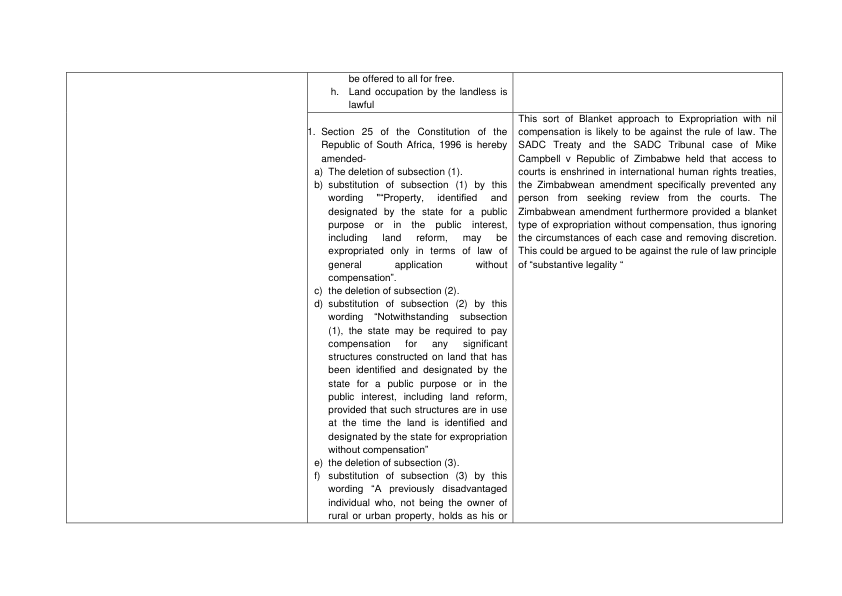 be offered to all for free.
h. Land occupation by the landless is
lawful
1. Section 25 of the Constitution of the
Republic of South Africa, 1996 is hereby
amended-
a) The deletion of subsection (1).
b) substitution of subsection (1) by this
wording "“Property, identified and
designated by the state for a public
purpose or in the public interest,
including land reform, may be
expropriated only in terms of law of
general application without
compensation”.
c) the deletion of subsection (2).
d) substitution of subsection (2) by this
wording “Notwithstanding subsection
(1), the state may be required to pay
compensation for any significant
structures constructed on land that has
been identified and designated by the
state for a public purpose or in the
public interest, including land reform,
provided that such structures are in use
at the time the land is identified and
designated by the state for expropriation
without compensation”
e) the deletion of subsection (3).
f) substitution of subsection (3) by this
wording “A previously disadvantaged
individual who, not being the owner of
rural or urban property, holds as his or
This sort of Blanket approach to Expropriation with nil
compensation is likely to be against the rule of law. The
SADC Treaty and the SADC Tribunal case of Mike
Campbell v Republic of Zimbabwe held that access to
courts is enshrined in international human rights treaties,
the Zimbabwean amendment specifically prevented any
person from seeking review from the courts. The
Zimbabwean amendment furthermore provided a blanket
type of expropriation without compensation, thus ignoring
the circumstances of each case and removing discretion.
This could be argued to be against the rule of law principle
of “substantive legality “